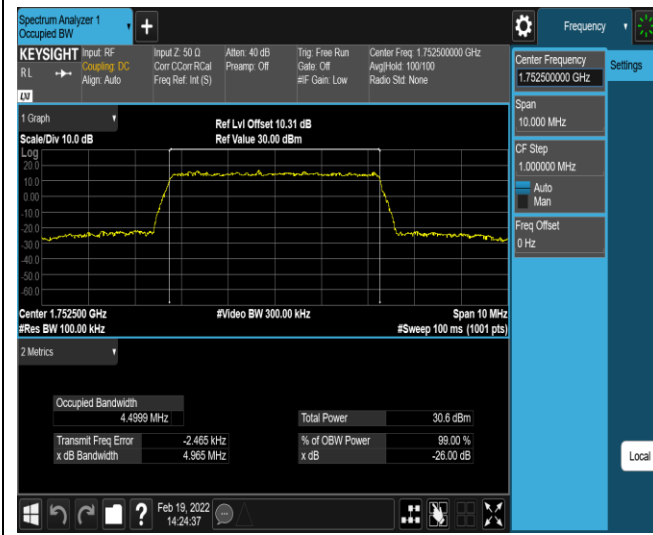 Spectrum Analyzer 1
Occupied BW
+
Frequency
KEYSIGHT
RL
LXI
Input: RF
Coupling: DC
Align: Auto
Input Z: 50 Ω
Corr CCorr RCal
Freq Ref: Int (S)
Atten: 40 dB
Preamp: Off
Trig: Free Run
Gate: Off
#IF Gain: Low
Center Freq: 1.752500000 GHz
Avg|Hold: 100/100
Radio Std: None
Center Frequency
1.752500000 GHz
Settings
Span
10.000 MHz
CF Step
1.000000 MHz
Auto
Man
Freq Offset
0 Hz
1 Graph
Scale/Div 10.0 dB
Ref Lvl Offset 10.31 dB
Ref Value 30.00 dBm
Log
20.0
10.0
0.00
-10.0
-20.0
-30.0
-40.0
-50.0
-60.0
Center 1.752500 GHz
#Res BW 100.00 kHz
#Video BW 300.00 kHz
Span 10 MHz
#Sweep 100 ms (1001 pts)
2 Metrics
Occupied Bandwidth
4.4999 MHz
Total Power 30.6 dBm
Transmit Freq Error -2.465 kHz
% of OBW Power 99.00 %
x dB Bandwidth 4.965 MHz
x dB -26.00 dB
Local
?
Feb 19, 2022
14:24:37